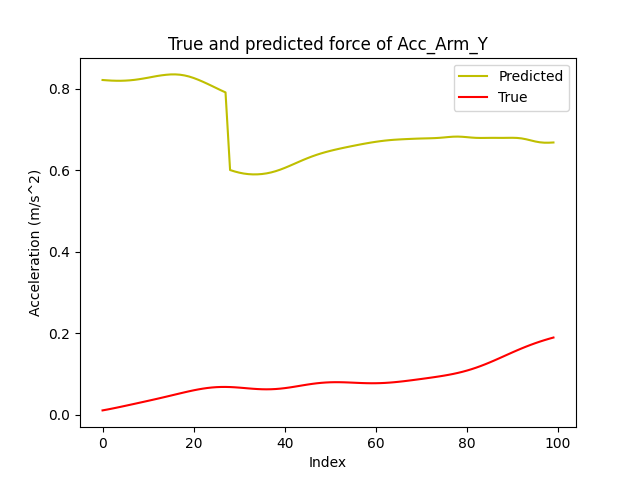 True and predicted force of Acc_Arm_Y
Predicted
True
Acceleration (m/s^2)
0.8
0.6
0.4
0.2
0.0
0 20 40 60 80 100
Index